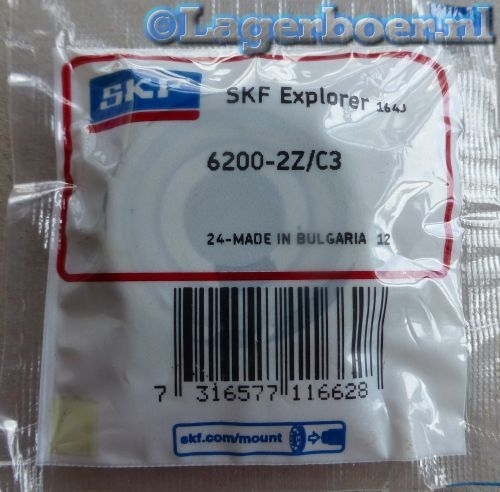 ©Lagerboer.nl
SKF
SKF Explorer 164J
6200-2Z/C3
24-MADE IN BULGARIA 12
7 316577 116628
skf.com/mount